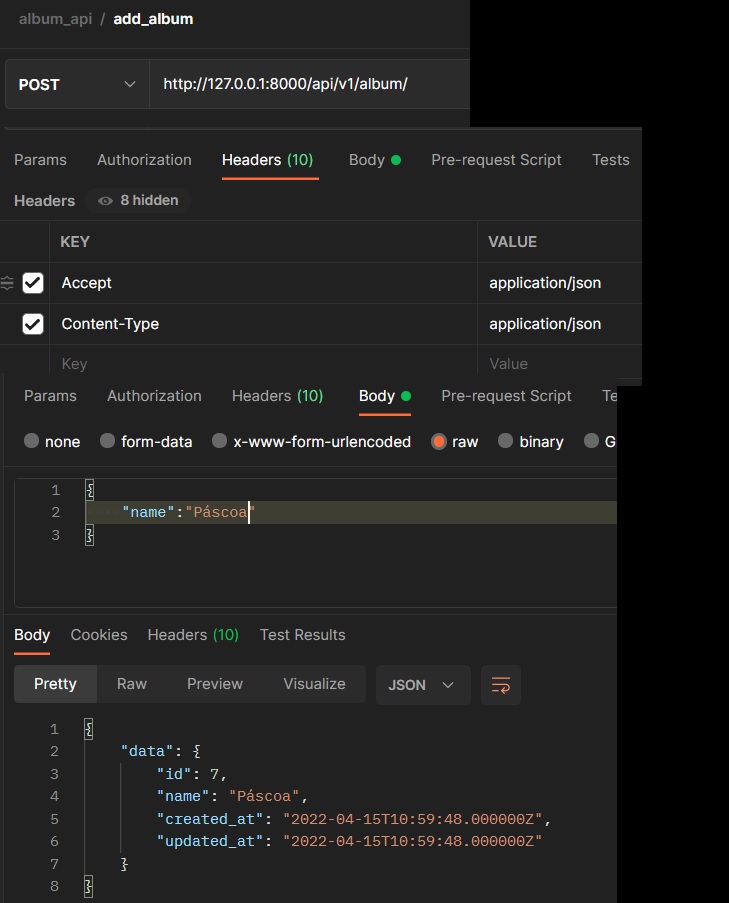 album_api / add_album
POST http://127.0.0.1:8000/api/v1/album/
Params Authorization Headers (10) Body Pre-request Script Tests
Headers 8 hidden
KEY VALUE
Accept application/json
Content-Type application/json
Key Value
Params Authorization Headers (10) Body Pre-request Script Te
none form-data x-www-form-urlencoded raw binary G
1 {
2 "name":"Páscoa"
3 }
Body Cookies Headers (10) Test Results
Pretty Raw Preview Visualize JSON
1 {
2 "data": {
3 "id": 7,
4 "name": "Páscoa",
5 "created_at": "2022-04-15T10:59:48.000000Z",
6 "updated_at": "2022-04-15T10:59:48.000000Z"
7 }
8 }